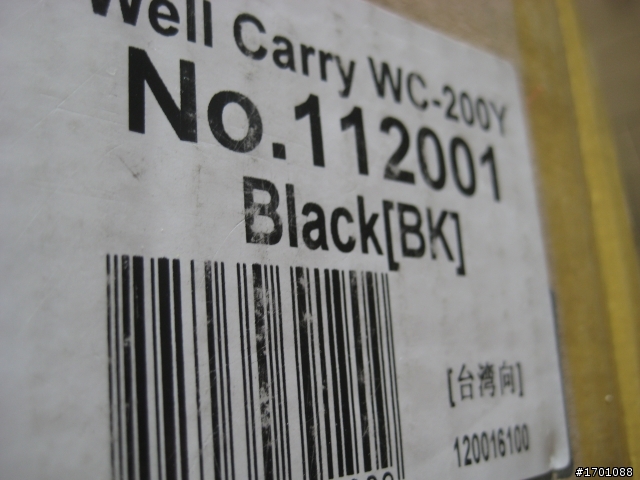 Well Carry WC-200Y
No.112001
Black[BK]
[台湾向]
120016100
#1701088